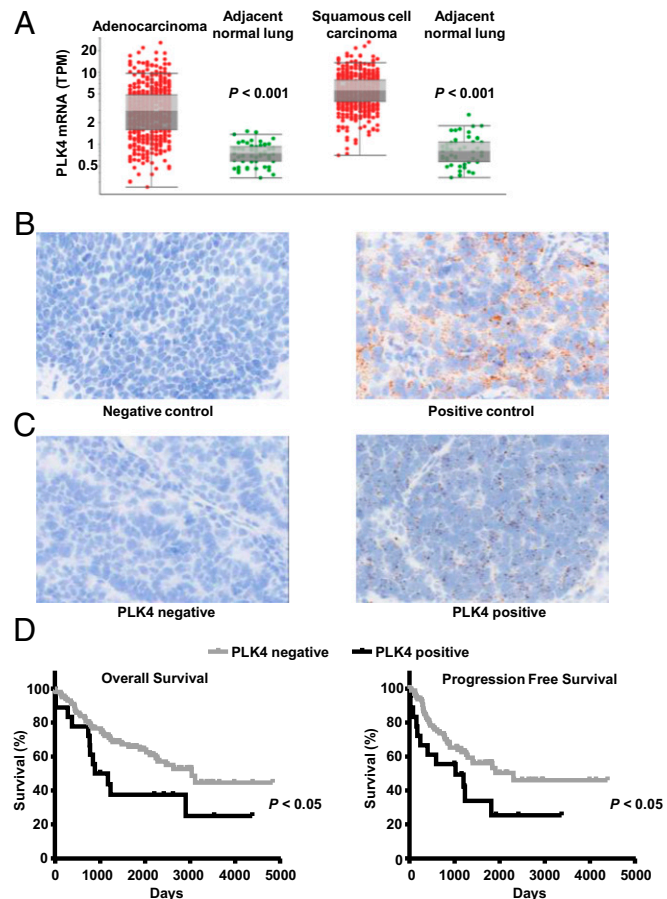 A
Adenocarcinoma
Adjacent
normal lung
Squamous cell
carcinoma
Adjacent
normal lung
PLK4 mRNA (TPM)
20
10
5
2
1
0.5
P < 0.001
P < 0.001
B
Negative control
Positive control
C
PLK4 negative
PLK4 positive
D
PLK4 negative
PLK4 positive
Overall Survival
Survival (%)
100
80
60
40
20
0
P < 0.05
0 1000 2000 3000 4000 5000
Days
Progression Free Survival
Survival (%)
100
80
60
40
20
0
P < 0.05
0 1000 2000 3000 4000 5000
Days